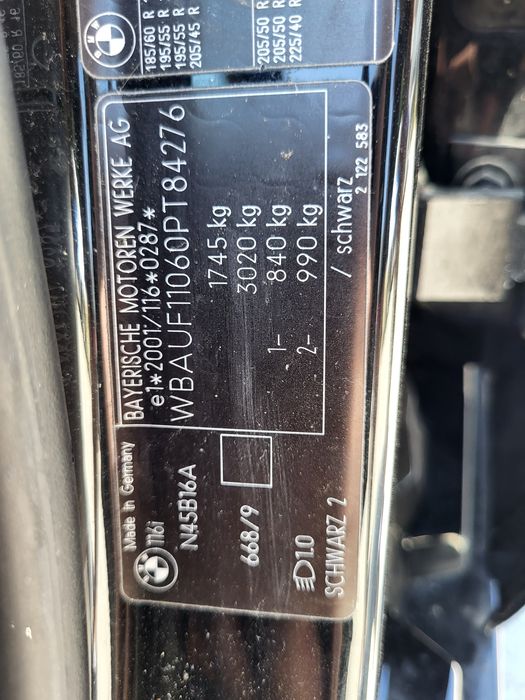 185/60 R
195/55 R
195/55 R
205/45 R
205/50 R
205/50 R
225/40 R
BAYERISCHE MOTOREN WERKE AG
e1*2001/116*0287*
WBAUF11060PT84276
1745 kg
3020 kg
1- 840 kg
2- 990 kg
/ schwarz
2 122 583
Made in Germany
116i
N45B16A
668/9
1.0
SCHWARZ 2